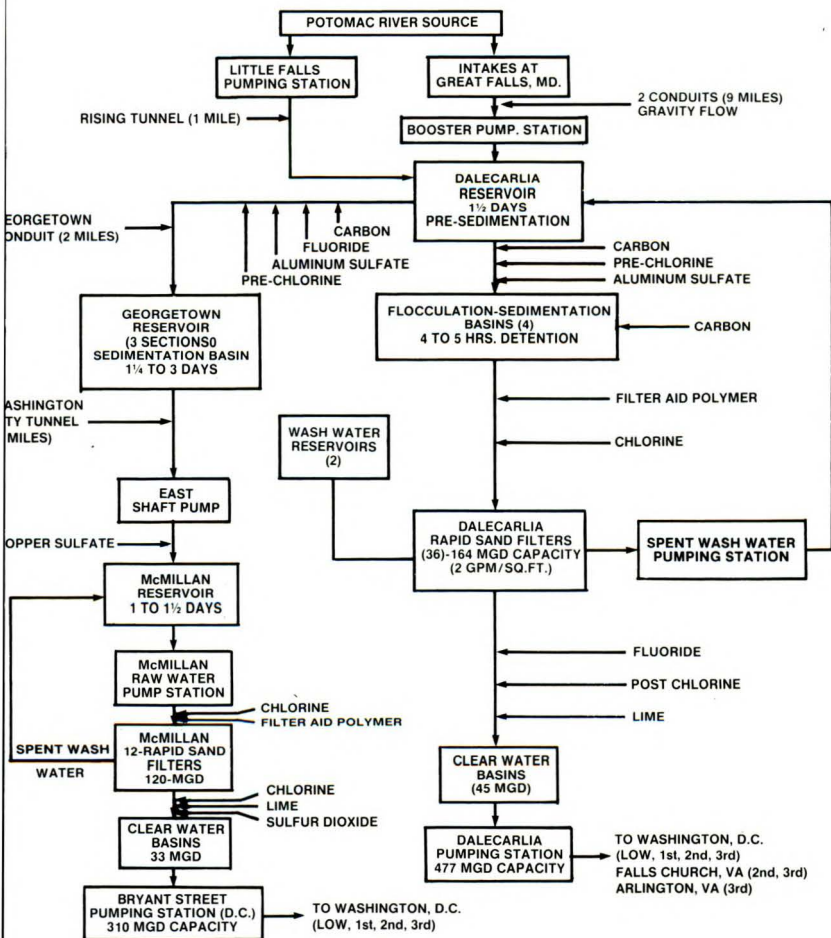 POTOMAC RIVER SOURCE
LITTLE FALLS
PUMPING STATION
INTAKES AT
GREAT FALLS, MD.
2 CONDUITS (9 MILES)
GRAVITY FLOW
RISING TUNNEL (1 MILE)
BOOSTER PUMP. STATION
DALECARLIA
RESERVOIR
1½ DAYS
PRE-SEDIMENTATION
EORGETOWN
ONDUIT (2 MILES)
CARBON
FLUORIDE
ALUMINUM SULFATE
PRE-CHLORINE
CARBON
PRE-CHLORINE
ALUMINUM SULFATE
GEORGETOWN
RESERVOIR
(3 SECTIONS0
SEDIMENTATION BASIN
1¼ TO 3 DAYS
FLOCCULATION-SEDIMENTATION
BASINS (4)
4 TO 5 HRS. DETENTION
CARBON
FILTER AID POLYMER
CHLORINE
ASHINGTON
TY TUNNEL
MILES)
WASH WATER
RESERVOIRS
(2)
EAST
SHAFT PUMP
DALECARLIA
RAPID SAND FILTERS
(36)-164 MGD CAPACITY
(2 GPM/SQ.FT.)
SPENT WASH WATER
PUMPING STATION
OPPER SULFATE
McMILLAN
RESERVOIR
1 TO 1½ DAYS
McMILLAN
RAW WATER
PUMP STATION
FLUORIDE
POST CHLORINE
LIME
CHLORINE
FILTER AID POLYMER
McMILLAN
12-RAPID SAND
FILTERS
120-MGD
SPENT WASH
WATER
CLEAR WATER
BASINS
(45 MGD)
CHLORINE
LIME
SULFUR DIOXIDE
CLEAR WATER
BASINS
33 MGD
DALECARLIA
PUMPING STATION
477 MGD CAPACITY
TO WASHINGTON, D.C.
(LOW, 1st, 2nd, 3rd)
FALLS CHURCH, VA (2nd, 3rd)
ARLINGTON, VA (3rd)
BRYANT STREET
PUMPING STATION (D.C.)
310 MGD CAPACITY
TO WASHINGTON, D.C.
(LOW, 1st, 2nd, 3rd)